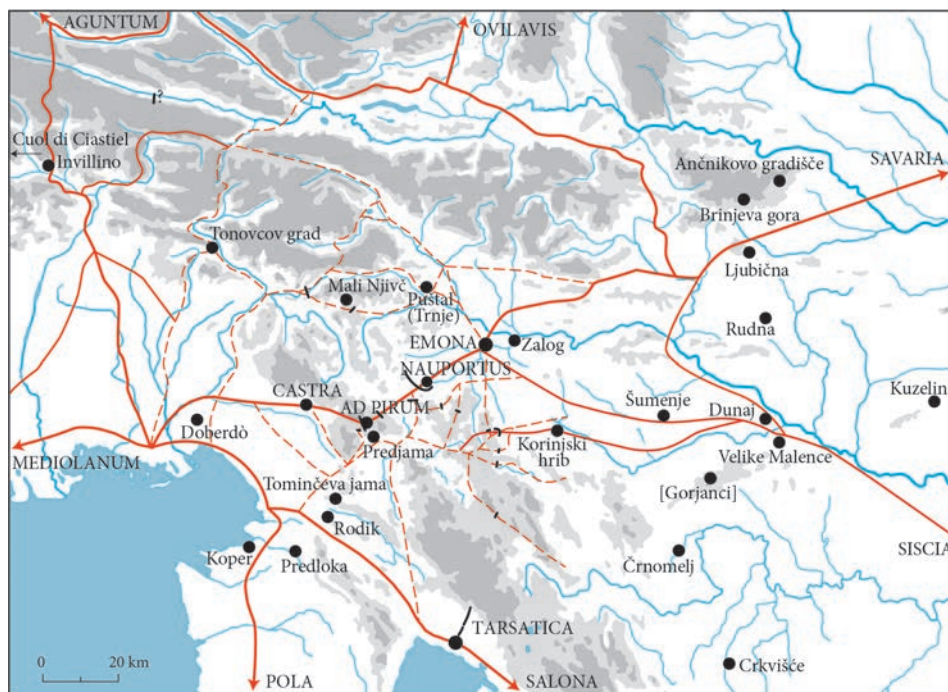 AGUNTUM
OVILAVIS
?
Cuol di Ciastiel
Invillino
Ančnikovo gradišče
SAVARIA
Brinjeva gora
Tonovcov grad
Ljubična
Mali Njivč
Puštal
(Trnje)
Rudna
EMONA
Zalog
NAUPORTUS
Kuzelin
CASTRA
AD PIRUM
Šumenje
Dunaj
Doberdò
Predjama
Korinjski
hrib
Velike Malence
MEDIOLANUM
Tominčeva jama
[Gorjanci]
Rodik
SISCIA
Koper
Predloka
Črnomelj
TARSATICA
0 20 km
Crkvišće
POLA
SALONA